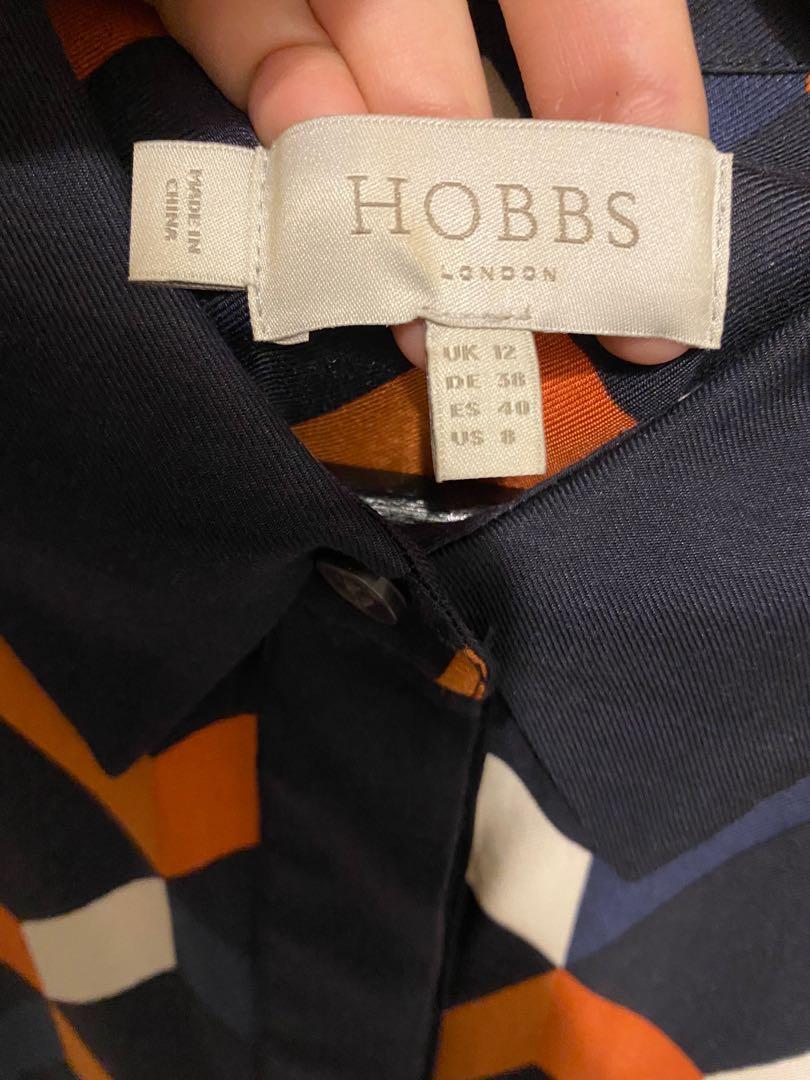 MADE IN
CHINA
HOBBS
LONDON
UK 12
DE 38
ES 40
US 8